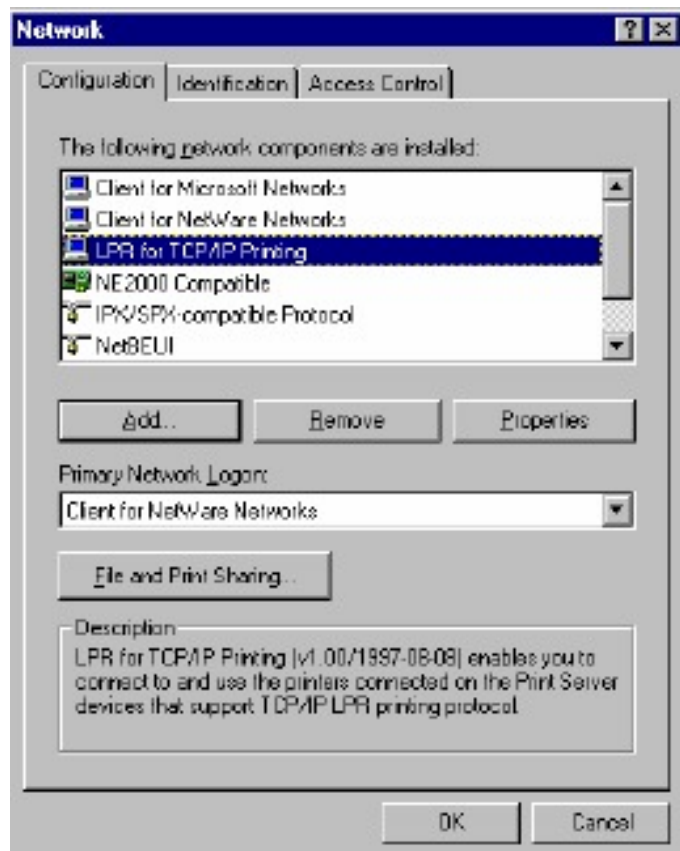 Network
Configuration
Identification
Access Control
The following network components are installed:
Client for Microsoft Networks
Client for NetWare Networks
LPR for TCP/IP Printing
NE2000 Compatible
IPX/SPX-compatible Protocol
NetBEUI
Add...
Remove
Properties
Primary Network Logon:
Client for NetWare Networks
File and Print Sharing...
Description
LPR for TCP/IP Printing (v1.00/1997-08-08) enables you to
connect to and use the printers connected on the Print Server
devices that support TCP/IP LPR printing protocol.
OK
Cancel